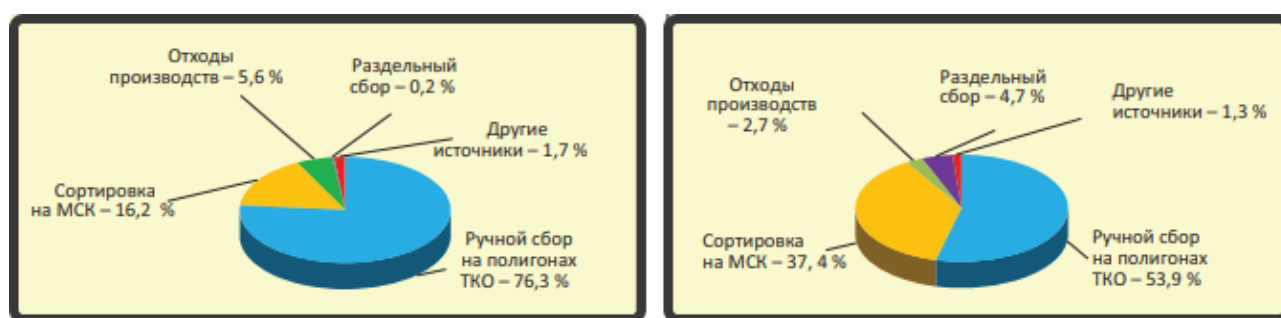 Отходы
производств – 5,6 %
Раздельный
сбор – 0,2 %
Другие
источники – 1,7 %
Сортировка
на МСК – 16,2 %
Ручной сбор
на полигонах
ТКО – 76,3 %
Отходы
производств
– 2,7 %
Раздельный
сбор – 4,7 %
Другие
источники – 1,3 %
Сортировка
на МСК – 37, 4 %
Ручной сбор
на полигонах
ТКО – 53,9 %